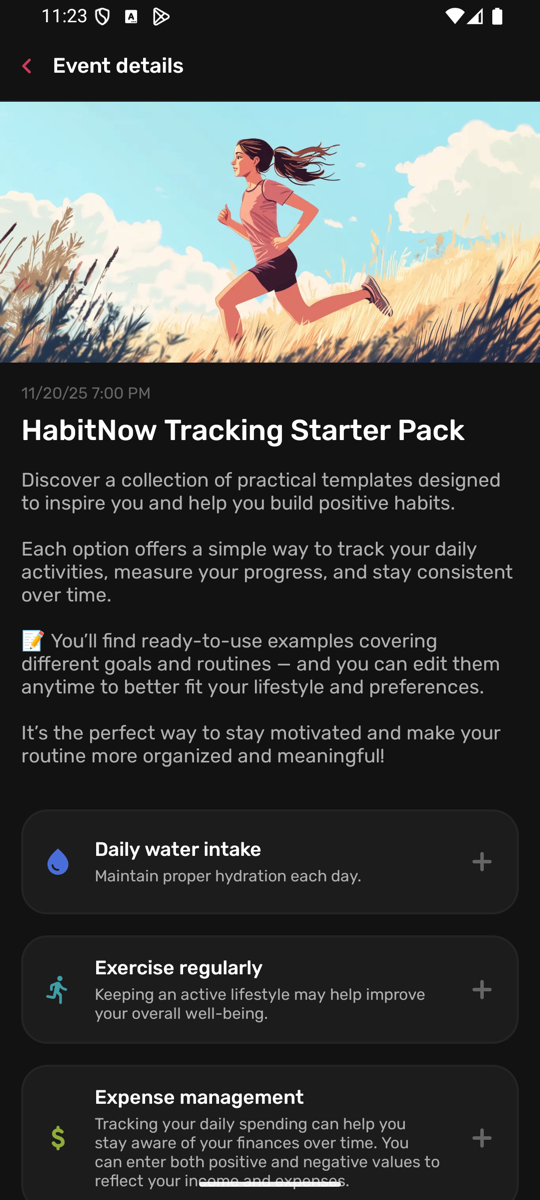 11:23
Event details
11/20/25 7:00 PM
HabitNow Tracking Starter Pack
Discover a collection of practical templates designed
to inspire you and help you build positive habits.
Each option offers a simple way to track your daily
activities, measure your progress, and stay consistent
over time.
📝 You’ll find ready-to-use examples covering
different goals and routines — and you can edit them
anytime to better fit your lifestyle and preferences.
It’s the perfect way to stay motivated and make your
routine more organized and meaningful!
Daily water intake
Maintain proper hydration each day.
Exercise regularly
Keeping an active lifestyle may help improve
your overall well-being.
Expense management
Tracking your daily spending can help you
stay aware of your finances over time. You
can enter both positive and negative values to
reflect your income and expenses.